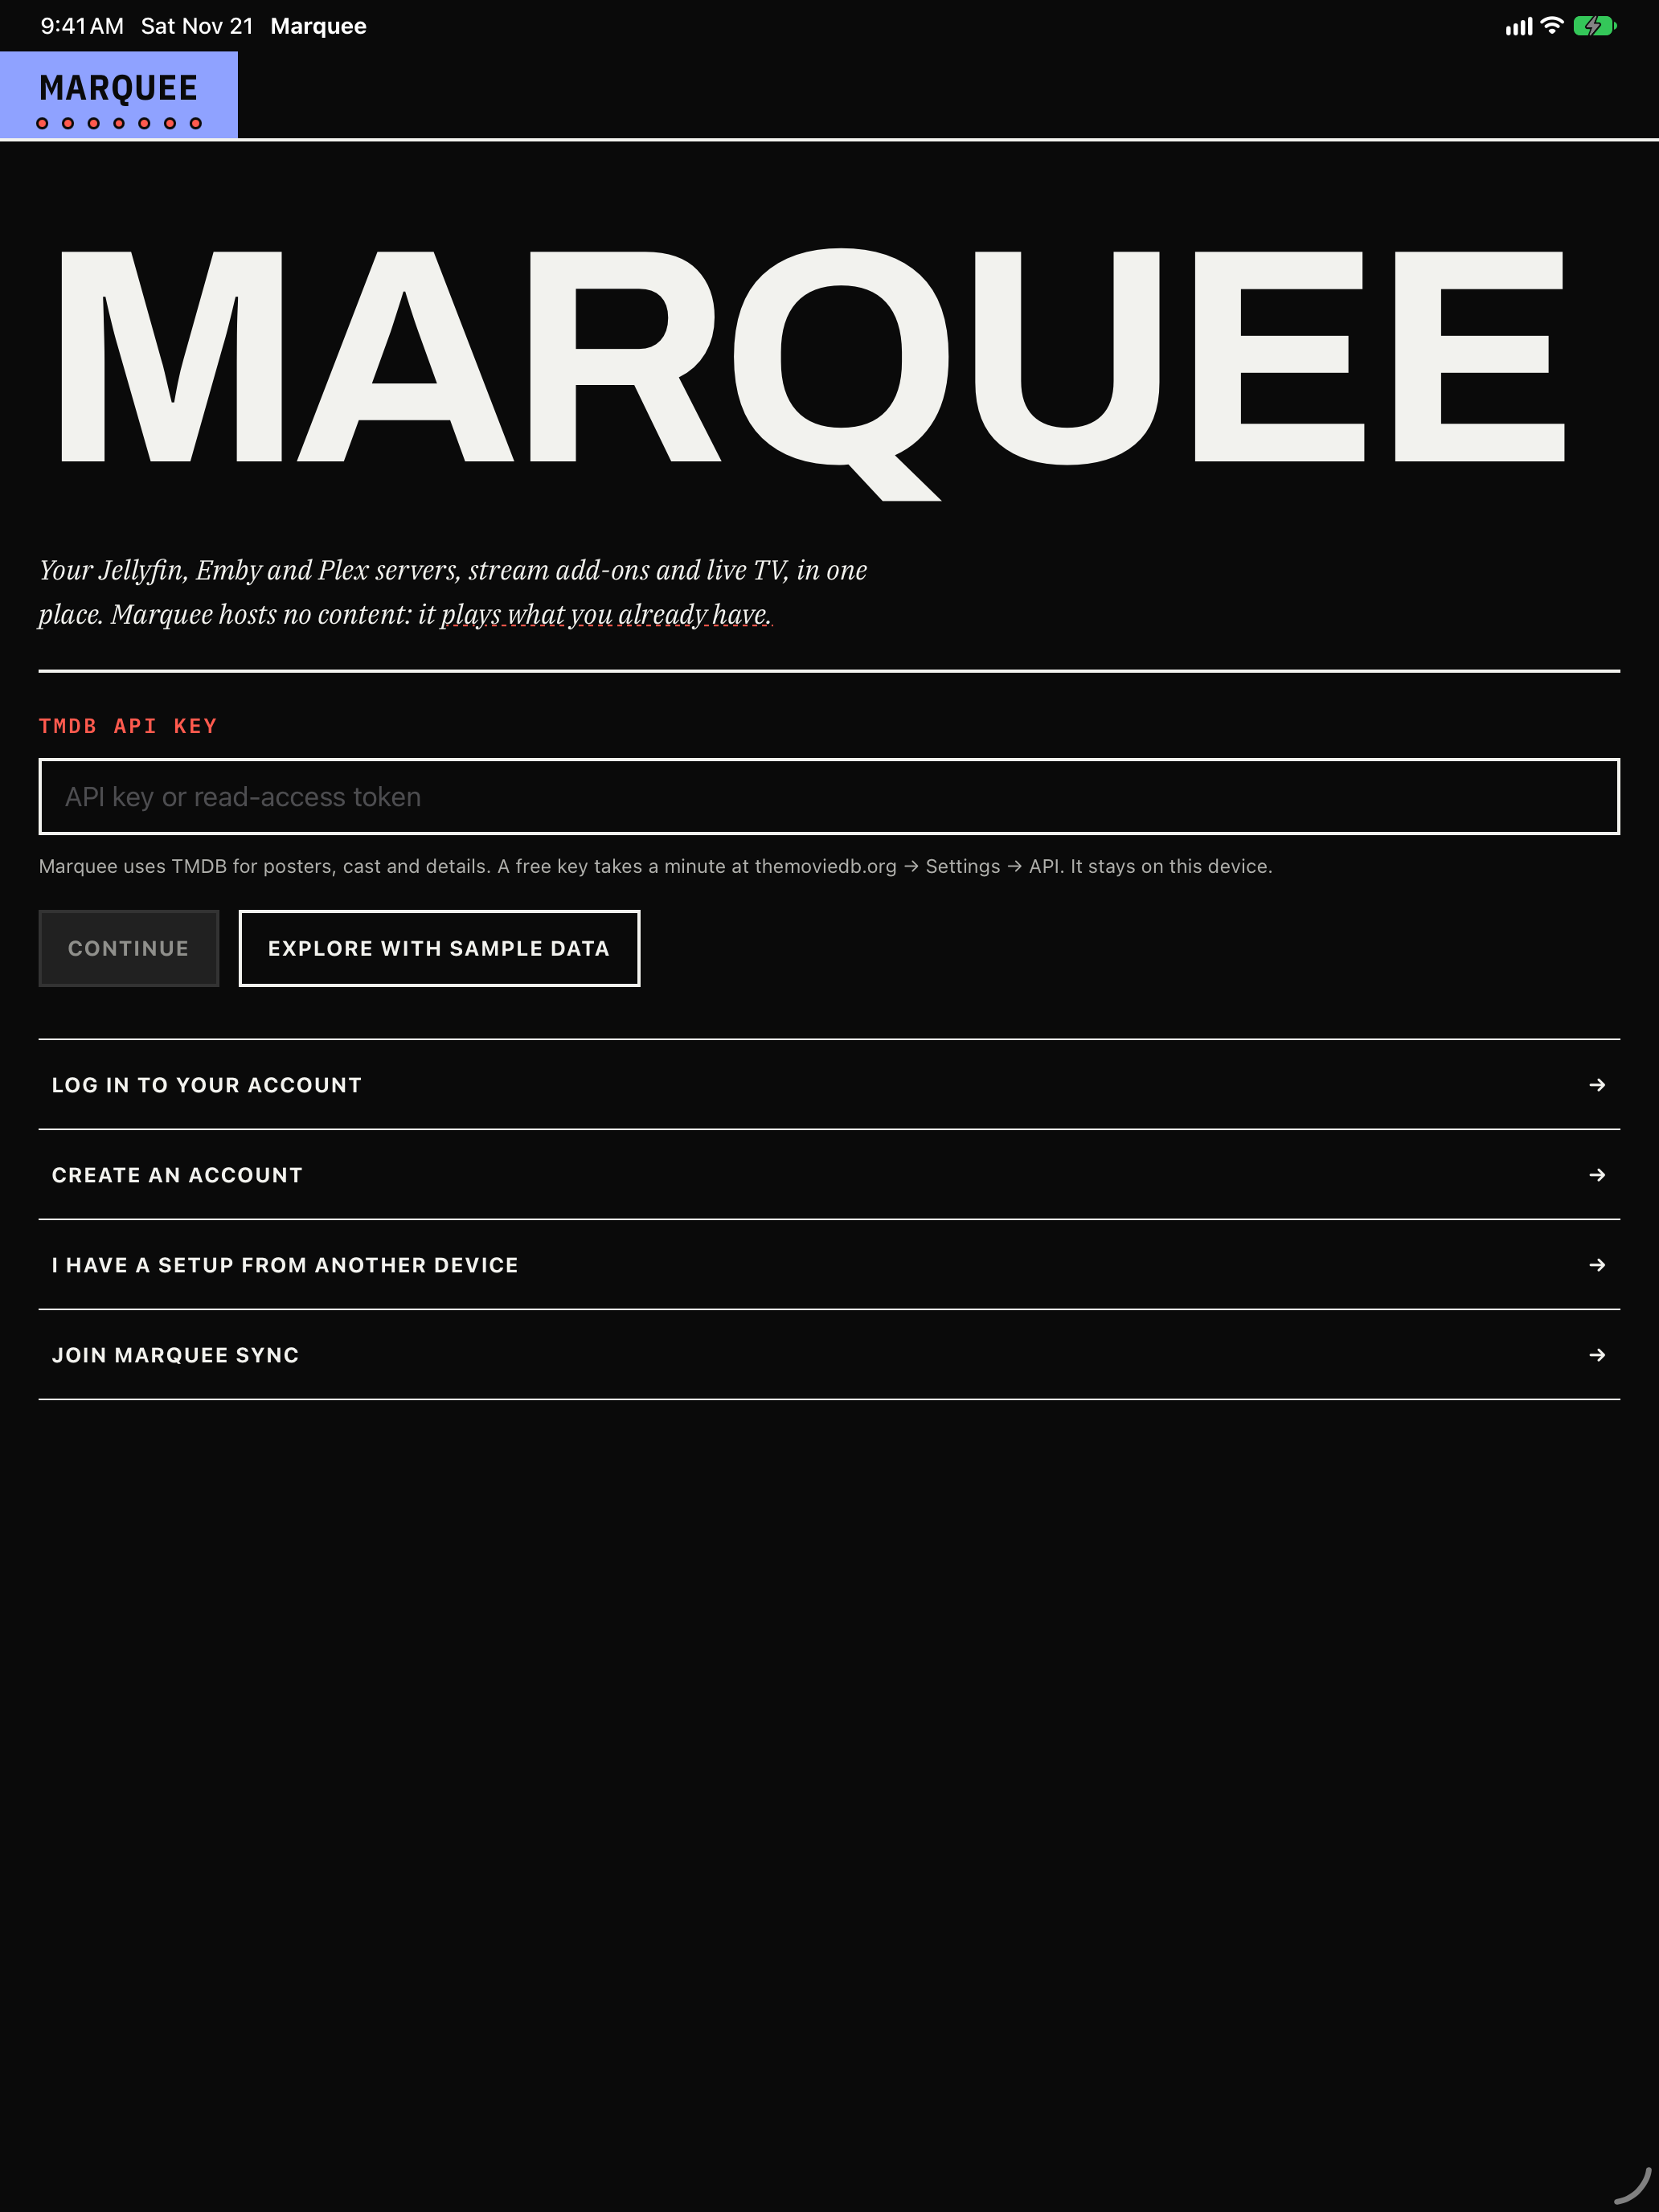 9:41 AM Sat Nov 21 Marquee
MARQUEE
MARQUEE
Your Jellyfin, Emby and Plex servers, stream add-ons and live TV, in one
place. Marquee hosts no content: it plays what you already have.
TMDB API KEY
API key or read-access token
Marquee uses TMDB for posters, cast and details. A free key takes a minute at themoviedb.org → Settings → API. It stays on this device.
CONTINUE
EXPLORE WITH SAMPLE DATA
LOG IN TO YOUR ACCOUNT →
CREATE AN ACCOUNT →
I HAVE A SETUP FROM ANOTHER DEVICE →
JOIN MARQUEE SYNC →